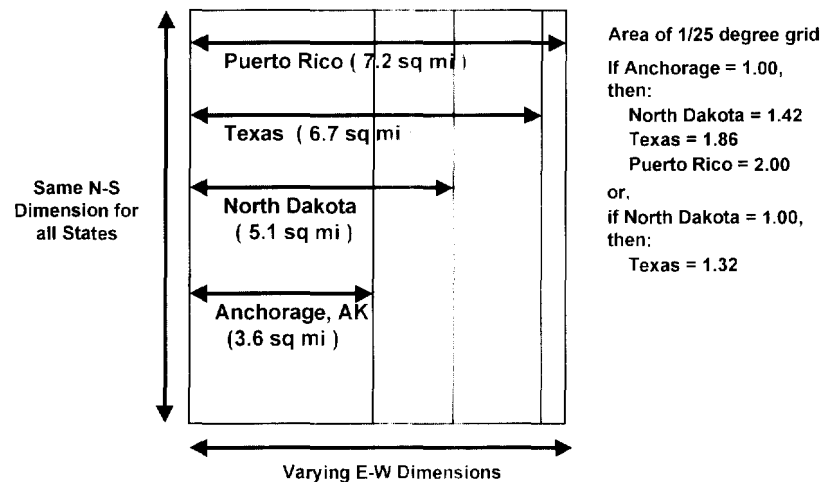 Puerto Rico ( 7.2 sq mi )
Texas ( 6.7 sq mi
North Dakota
( 5.1 sq mi )
Anchorage, AK
(3.6 sq mi )
Same N-S
Dimension for
all States
Varying E-W Dimensions
Area of 1/25 degree grid
If Anchorage = 1.00,
then:
North Dakota = 1.42
Texas = 1.86
Puerto Rico = 2.00
or,
if North Dakota = 1.00,
then:
Texas = 1.32